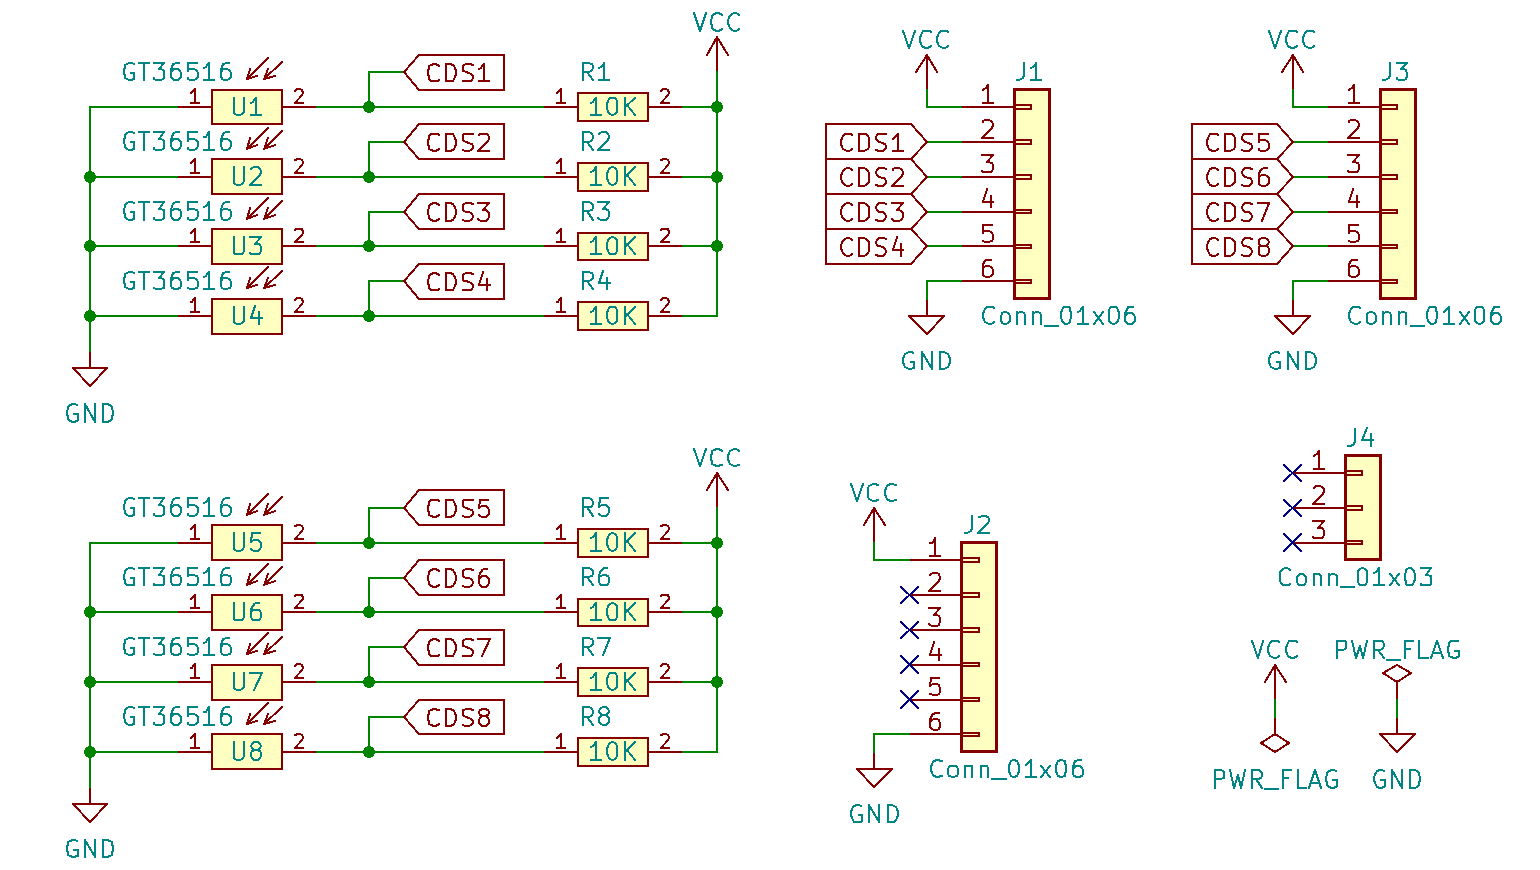 VCC
GT36516 CDS1 R1
1 U1 2 1 10K 2
GT36516 CDS2 R2
1 U2 2 1 10K 2
GT36516 CDS3 R3
1 U3 2 1 10K 2
GT36516 CDS4 R4
1 U4 2 1 10K 2
GND
VCC
J1
1
CDS1 2
CDS2 3
CDS3 4
CDS4 5
6
Conn_01x06
GND
VCC
J3
1
CDS5 2
CDS6 3
CDS7 4
CDS8 5
6
Conn_01x06
GND
VCC
GT36516 CDS5 R5
1 U5 2 1 10K 2
GT36516 CDS6 R6
1 U6 2 1 10K 2
GT36516 CDS7 R7
1 U7 2 1 10K 2
GT36516 CDS8 R8
1 U8 2 1 10K 2
GND
VCC
J2
1
2
3
4
5
6
Conn_01x06
GND
J4
1
2
3
Conn_01x03
VCC PWR_FLAG
PWR_FLAG GND